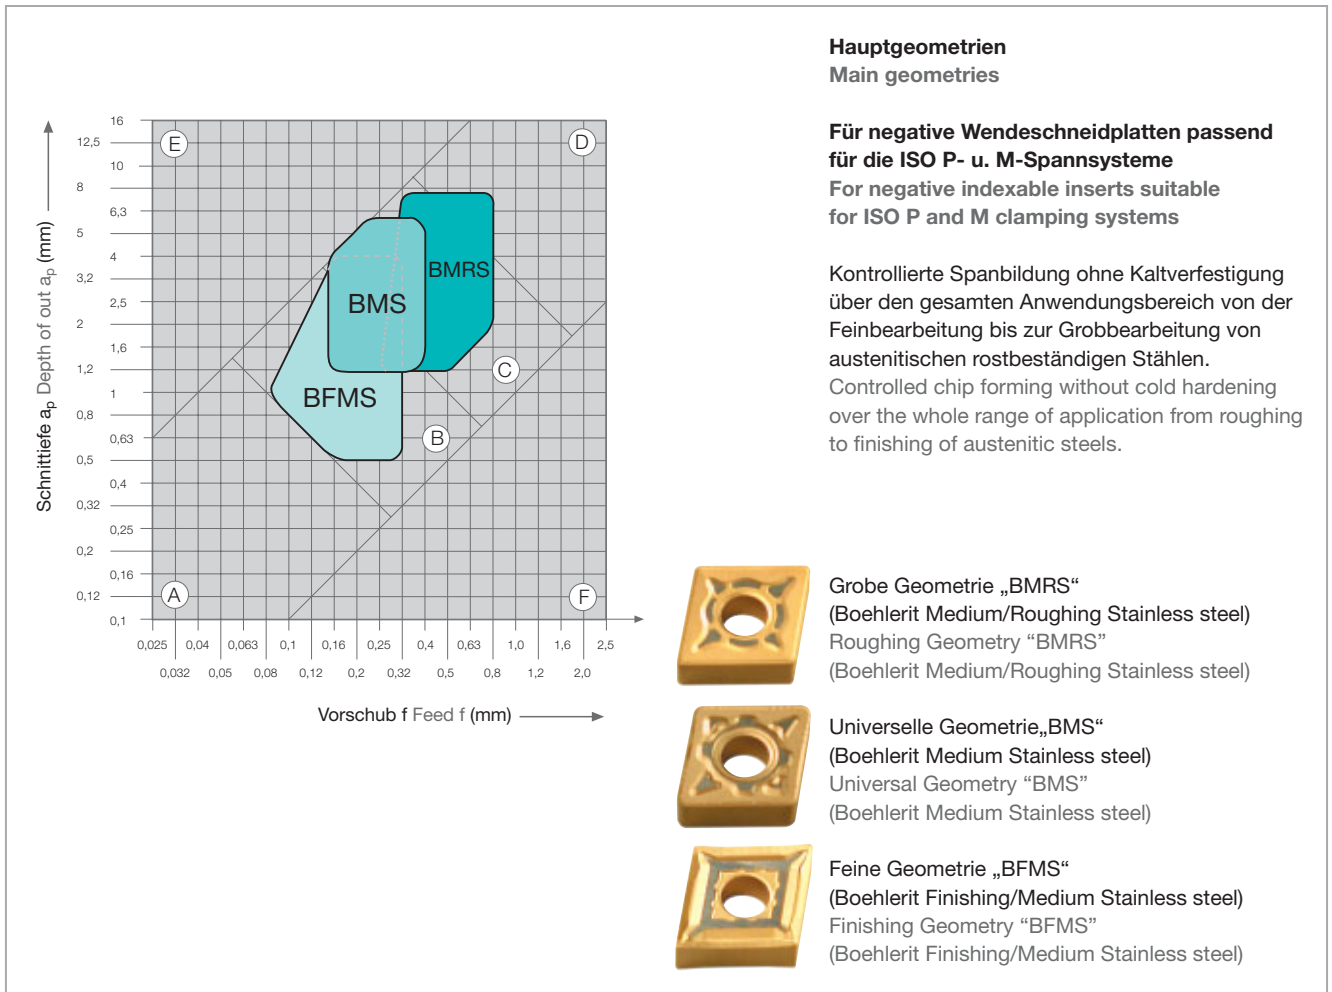 Hauptgeometrien
Main geometries
Für negative Wendeschneidplatten passend
für die ISO P- u. M-Spannsysteme
For negative indexable inserts suitable
for ISO P and M clamping systems
Kontrollierte Spanbildung ohne Kaltverfestigung
über den gesamten Anwendungsbereich von der
Feinbearbeitung bis zur Grobbearbeitung von
austenitischen rostbeständigen Stählen.
Controlled chip forming without cold hardening
over the whole range of application from roughing
to finishing of austenitic steels.
Schnittiefe ap Depth of out ap (mm)
16
12,5
10
8
6,3
5
4
3,2
2,5
2
1,6
1,2
1
0,8
0,63
0,5
0,4
0,32
0,25
0,2
0,16
0,12
0,1
E
D
BMRS
BMS
C
BFMS
B
A
F
0,025 0,04 0,063 0,1 0,16 0,25 0,4 0,63 1,0 1,6 2,5
0,032 0,05 0,08 0,12 0,2 0,32 0,5 0,8 1,2 2,0
Vorschub f Feed f (mm)
Grobe Geometrie „BMRS“
(Boehlerit Medium/Roughing Stainless steel)
Roughing Geometry “BMRS”
(Boehlerit Medium/Roughing Stainless steel)
Universelle Geometrie„BMS“
(Boehlerit Medium Stainless steel)
Universal Geometry “BMS”
(Boehlerit Medium Stainless steel)
Feine Geometrie „BFMS“
(Boehlerit Finishing/Medium Stainless steel)
Finishing Geometry “BFMS”
(Boehlerit Finishing/Medium Stainless steel)